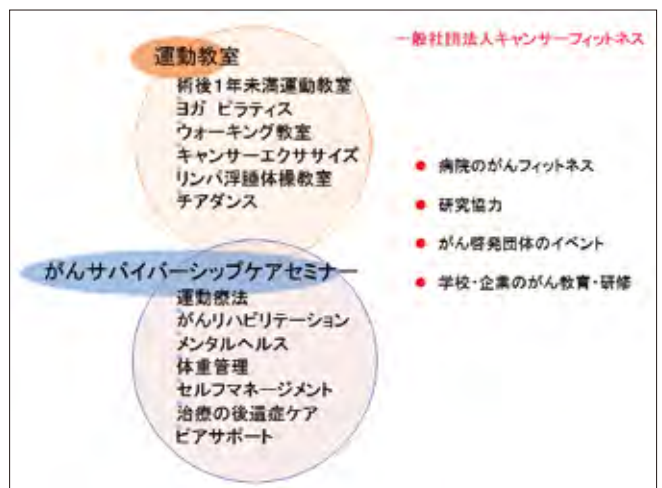 一般社団法人キャンサーフィットネス
運動教室
術後1年未満運動教室
ヨガ ピラティス
ウォーキング教室
キャンサーエクササイズ
リンパ浮腫体操教室
チアダンス
がんサバイバーシップケアセミナー
運動療法
がんリハビリテーション
メンタルヘルス
体重管理
セルフマネージメント
治療の後遺症ケア
ピアサポート
● 病院のがんフィットネス
● 研究協力
● がん啓発団体のイベント
● 学校・企業のがん教育・研修